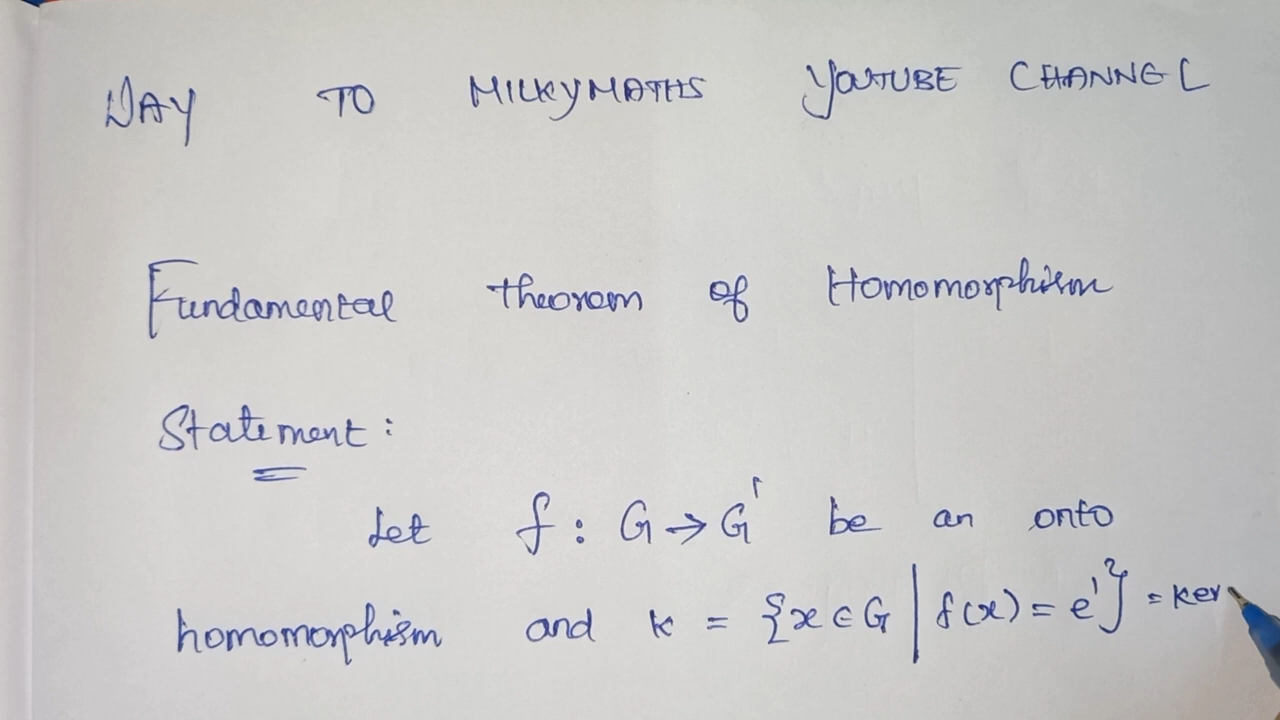 DAY TO MILKYMATHS YOUTUBE CHANNEL
Fundamental theorem of Homomorphism
Statement :
Let f : G → G' be an onto
homomorphism and K = {x ∈ G | f(x) = e'} = ker